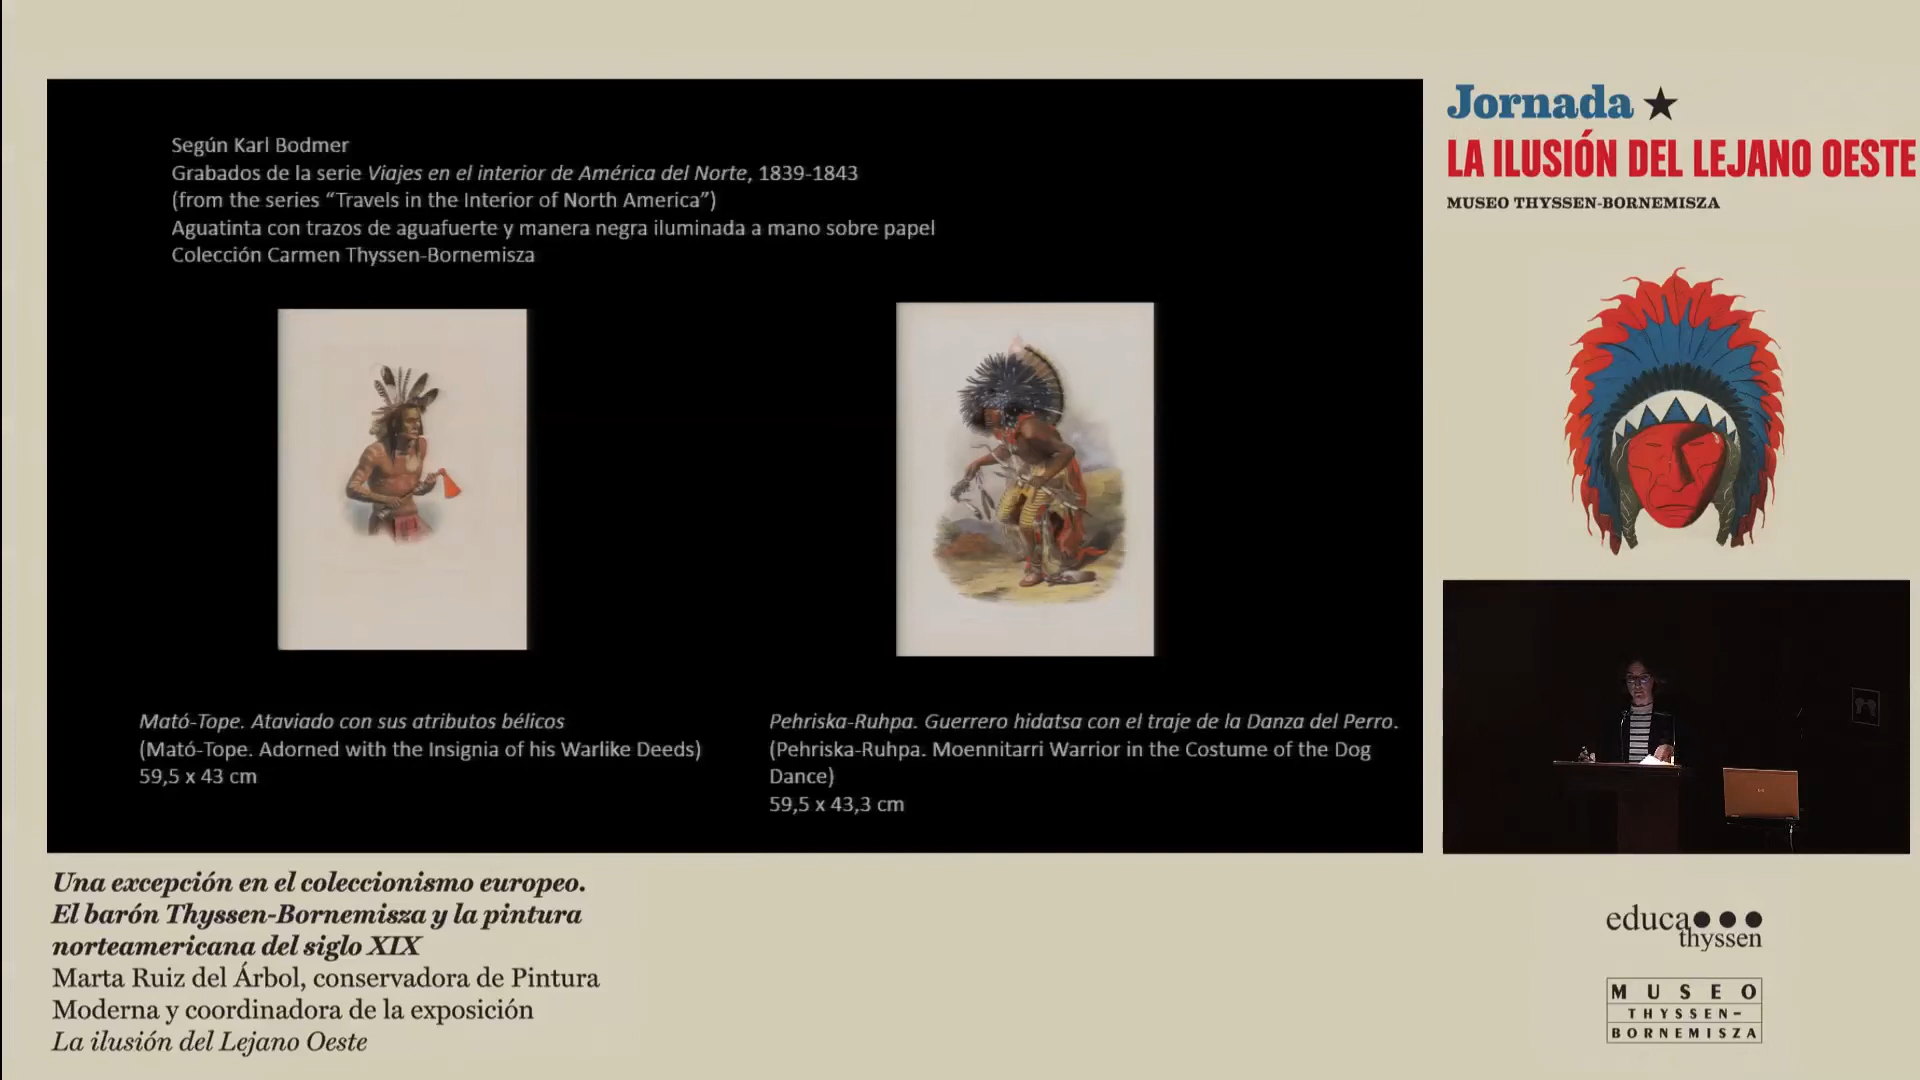 Según Karl Bodmer
Grabados de la serie Viajes en el interior de América del Norte, 1839-1843
(from the series “Travels in the Interior of North America”)
Aguatinta con trazos de aguafuerte y manera negra iluminada a mano sobre papel
Colección Carmen Thyssen-Bornemisza
Mató-Tope. Ataviado con sus atributos bélicos
(Mató-Tope. Adorned with the Insignia of his Warlike Deeds)
59,5 x 43 cm
Pehriska-Ruhpa. Guerrero hidatsa con el traje de la Danza del Perro.
(Pehriska-Ruhpa. Moennitarri Warrior in the Costume of the Dog
Dance)
59,5 x 43,3 cm
Jornada
LA ILUSIÓN DEL LEJANO OESTE
MUSEO THYSSEN-BORNEMISZA
Una excepción en el coleccionismo europeo.
El barón Thyssen-Bornemisza y la pintura
norteamericana del siglo XIX
Marta Ruiz del Árbol, conservadora de Pintura
Moderna y coordinadora de la exposición
La ilusión del Lejano Oeste
educa
thyssen
MUSEO
THYSSEN-
BORNEMISZA